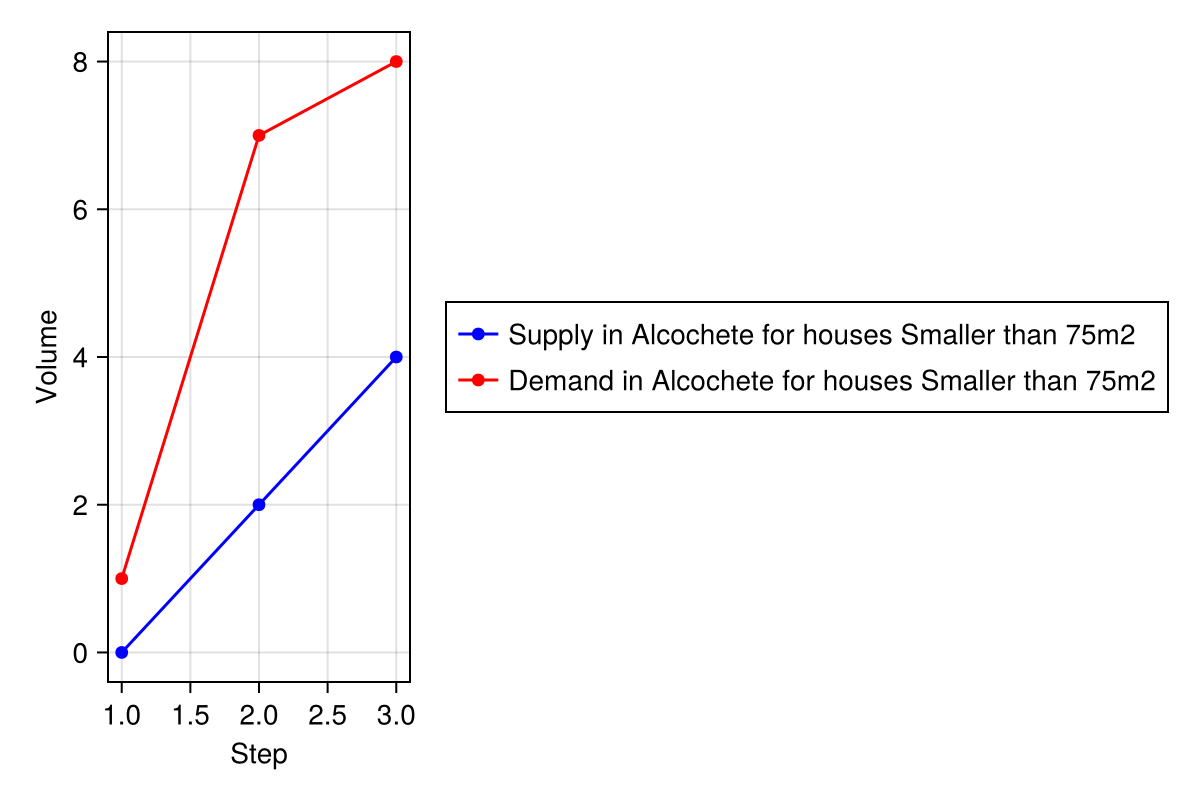 8
6
4
2
0
Volume
1.0 1.5 2.0 2.5 3.0
Step
Supply in Alcochete for houses Smaller than 75m2
Demand in Alcochete for houses Smaller than 75m2